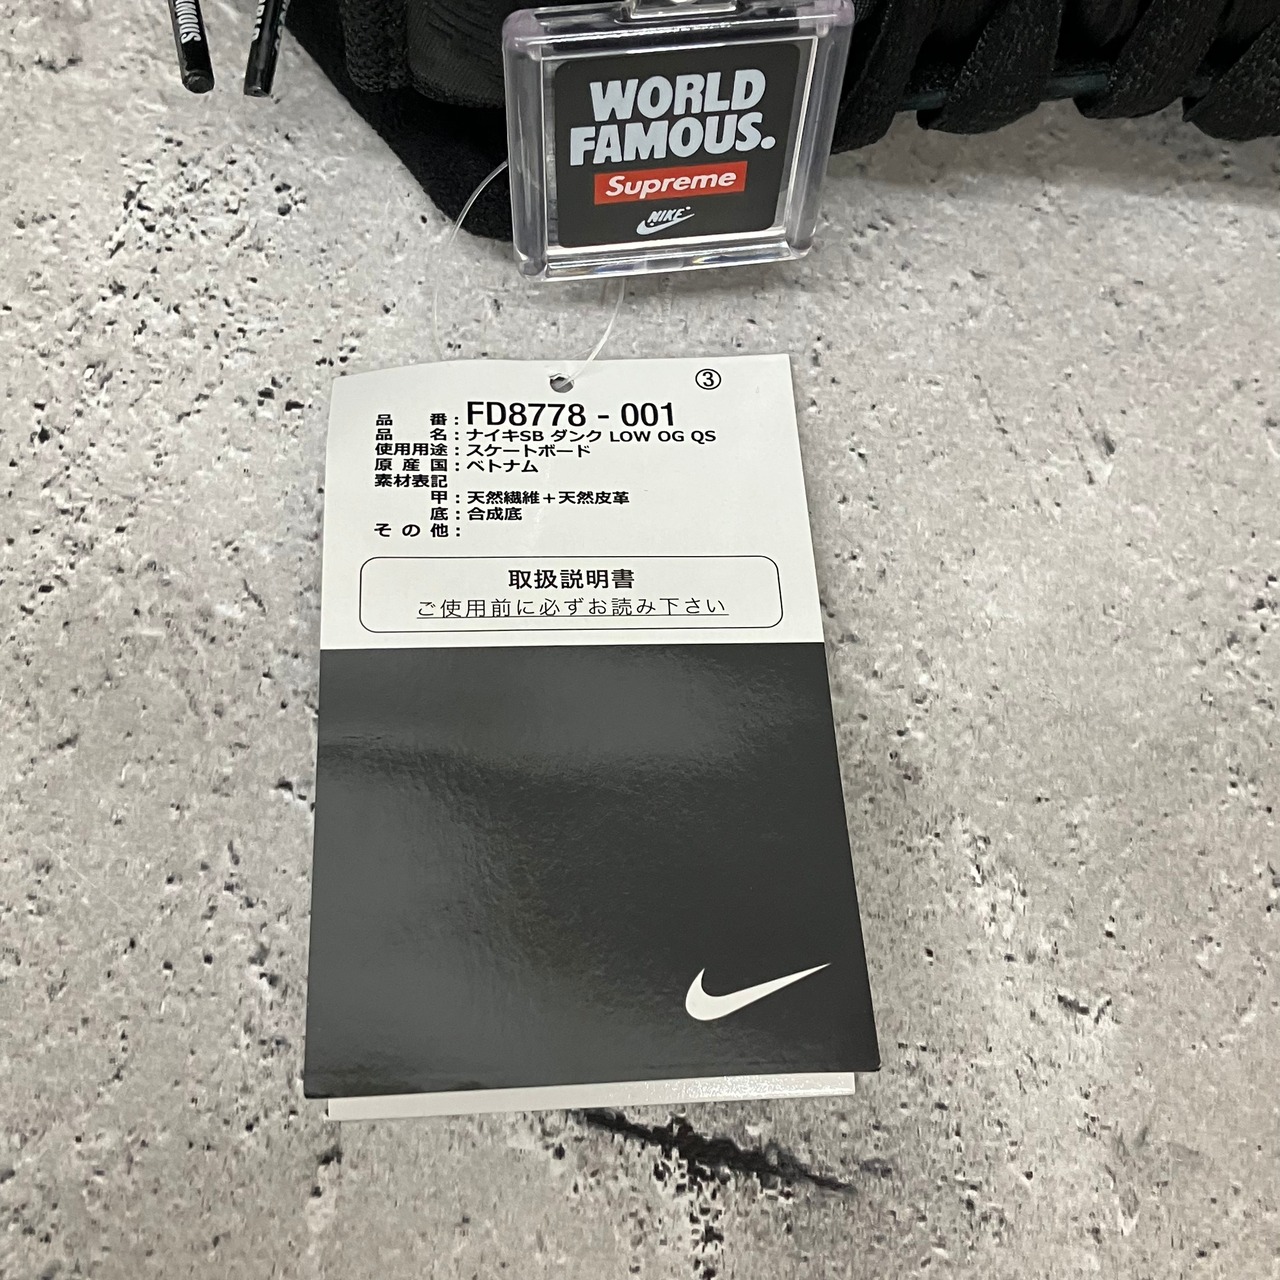 WORLD
FAMOUS.
Supreme
NIKE
③
品番:FD8778-001
品名:ナイキSB ダンク LOW OG QS
使用用途:スケートボード
原産国:ベトナム
素材表記
甲:天然繊維+天然皮革
底:合成底
その他:
取扱説明書
ご使用前に必ずお読み下さい